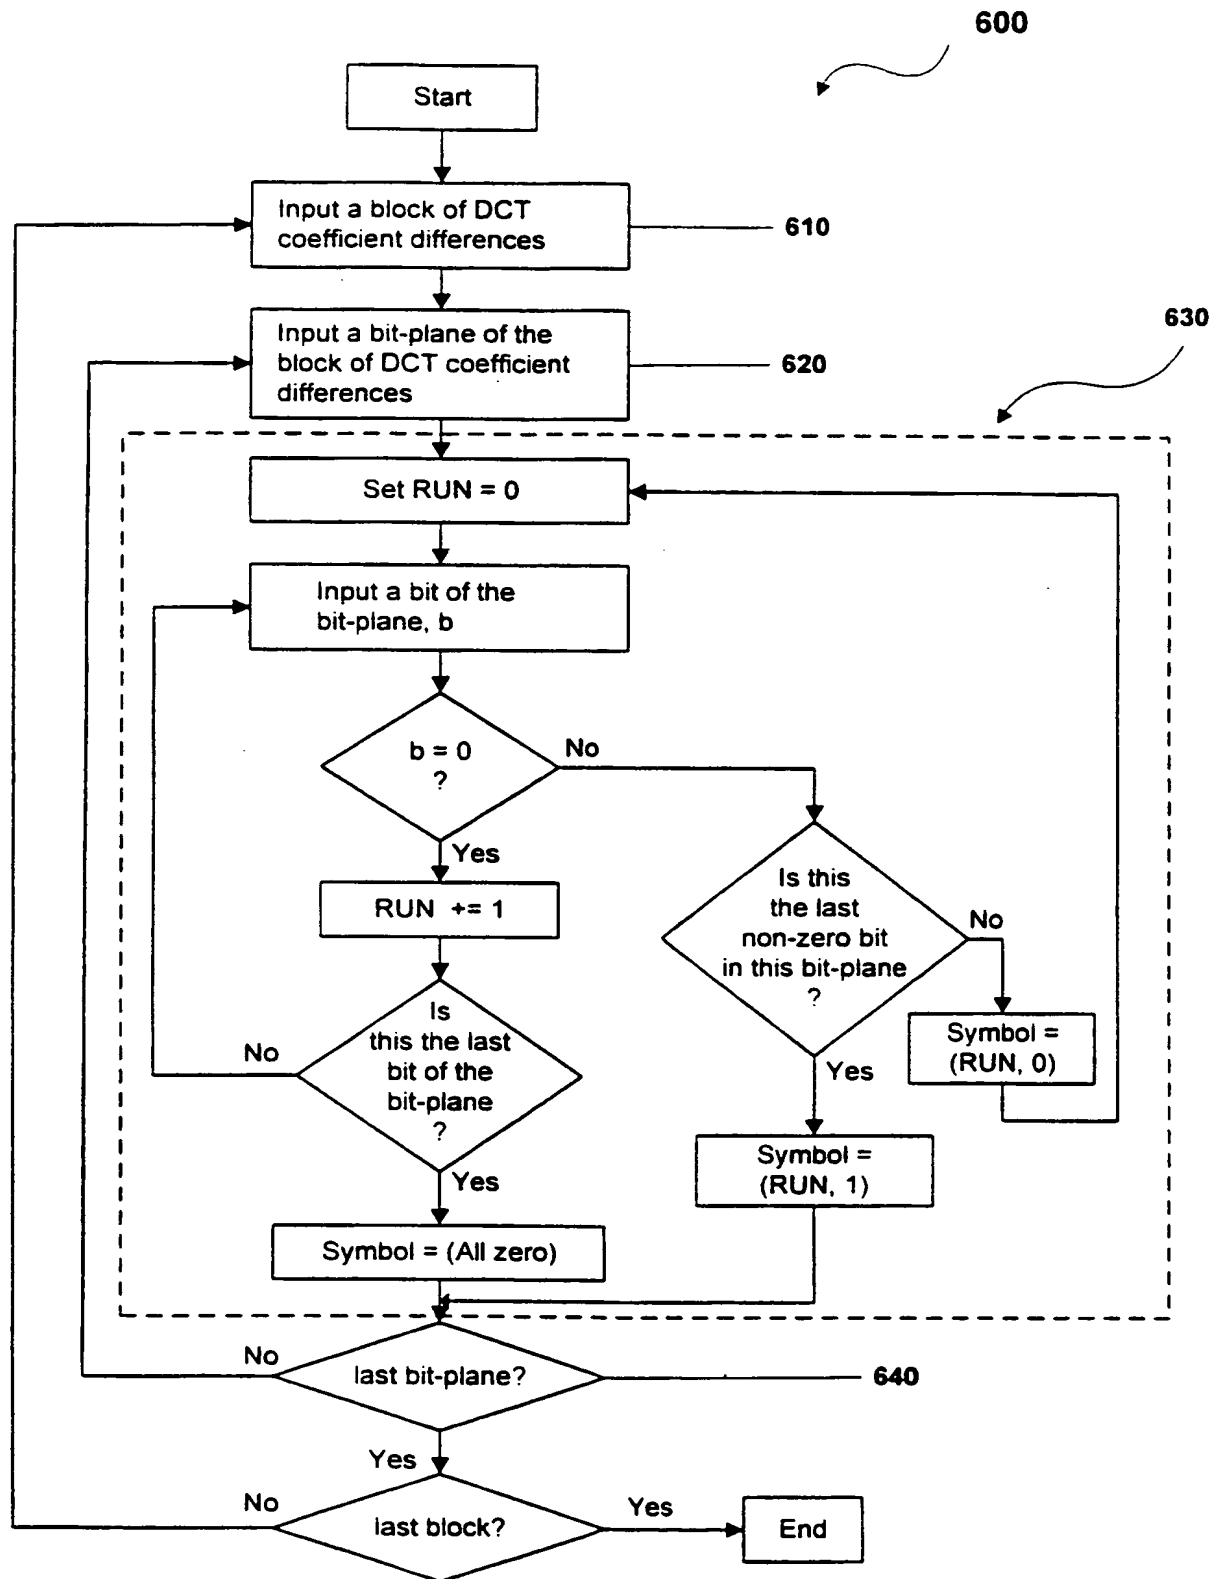 600
Start
Input a block of DCT
coefficient differences
610
Input a bit-plane of the
block of DCT coefficient
differences
620
630
Set RUN = 0
Input a bit of the
bit-plane, b
b = 0
?
No
Yes
RUN += 1
Is this
the last
non-zero bit
in this bit-plane
?
No
Symbol =
(RUN, 0)
Yes
Symbol =
(RUN, 1)
Is
this the last
bit of the
bit-plane
?
No
Yes
Symbol = (All zero)
last bit-plane?
No
640
Yes
last block?
No
Yes
End